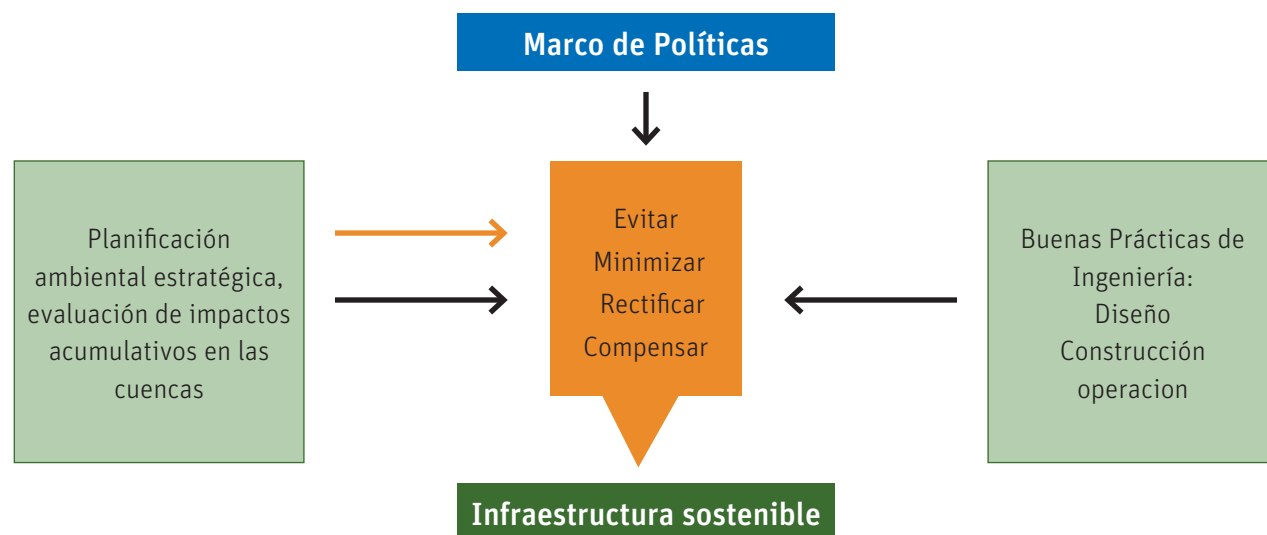 Marco de Políticas
Planificación
ambiental estratégica,
evaluación de impactos
acumulativos en las
cuencas
Evitar
Minimizar
Rectificar
Compensar
Buenas Prácticas de
Ingeniería:
Diseño
Construcción
operacion
Infraestructura sostenible